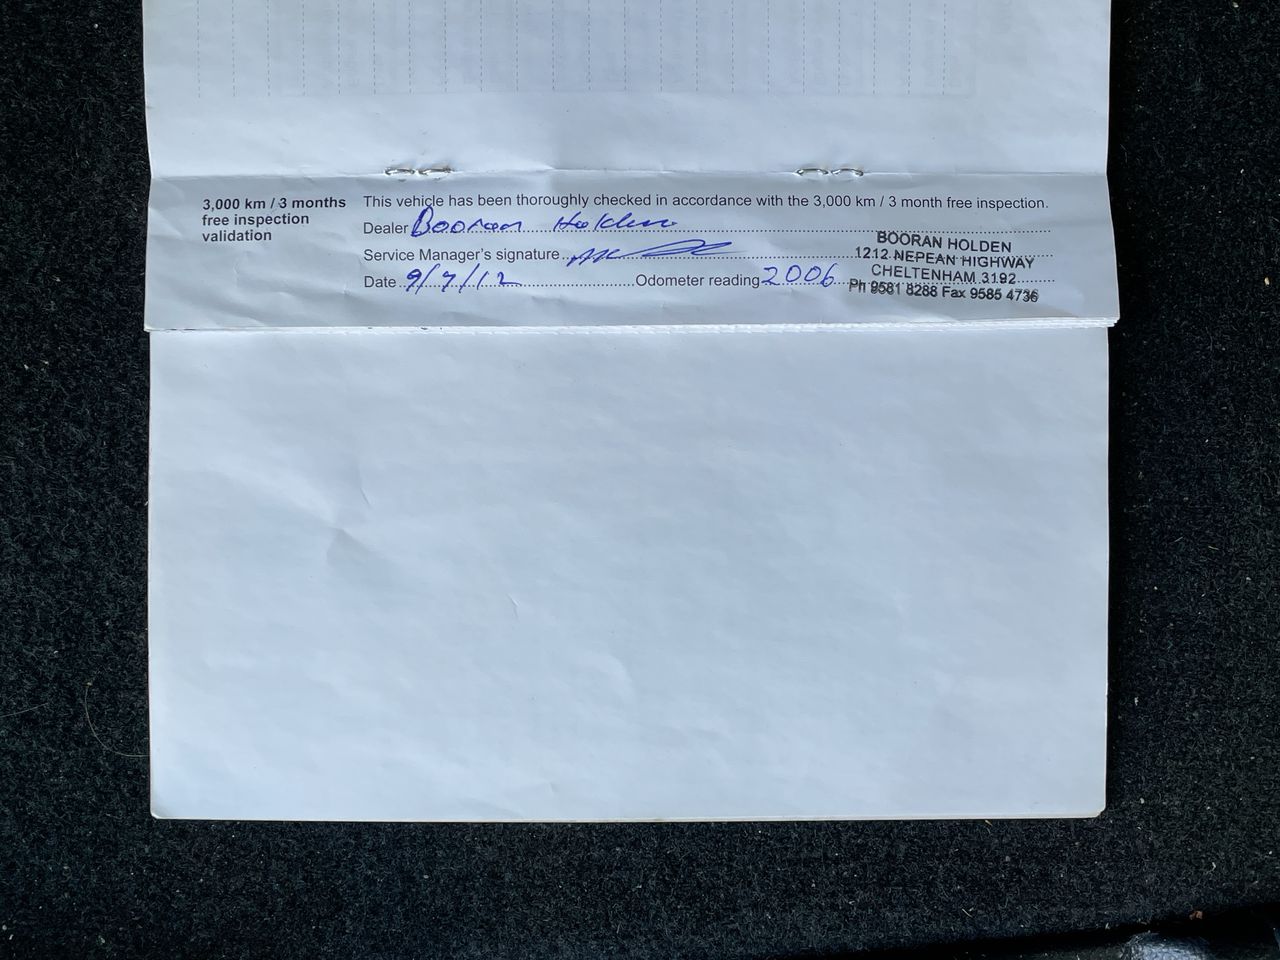 3,000 km / 3 months
free inspection
validation
This vehicle has been thoroughly checked in accordance with the 3,000 km / 3 month free inspection.
Dealer Booran Holden
Service Manager's signature
Date 9/7/12 Odometer reading 2006
BOORAN HOLDEN
1212 NEPEAN HIGHWAY
CHELTENHAM 3192
Ph 9581 8288 Fax 9585 4736